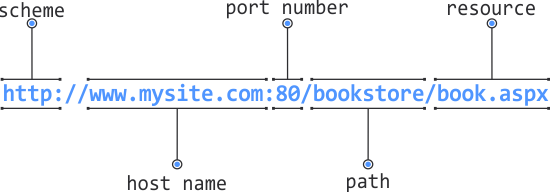 scheme port number resource
http://www.mysite.com:80/bookstore/book.aspx
host name path